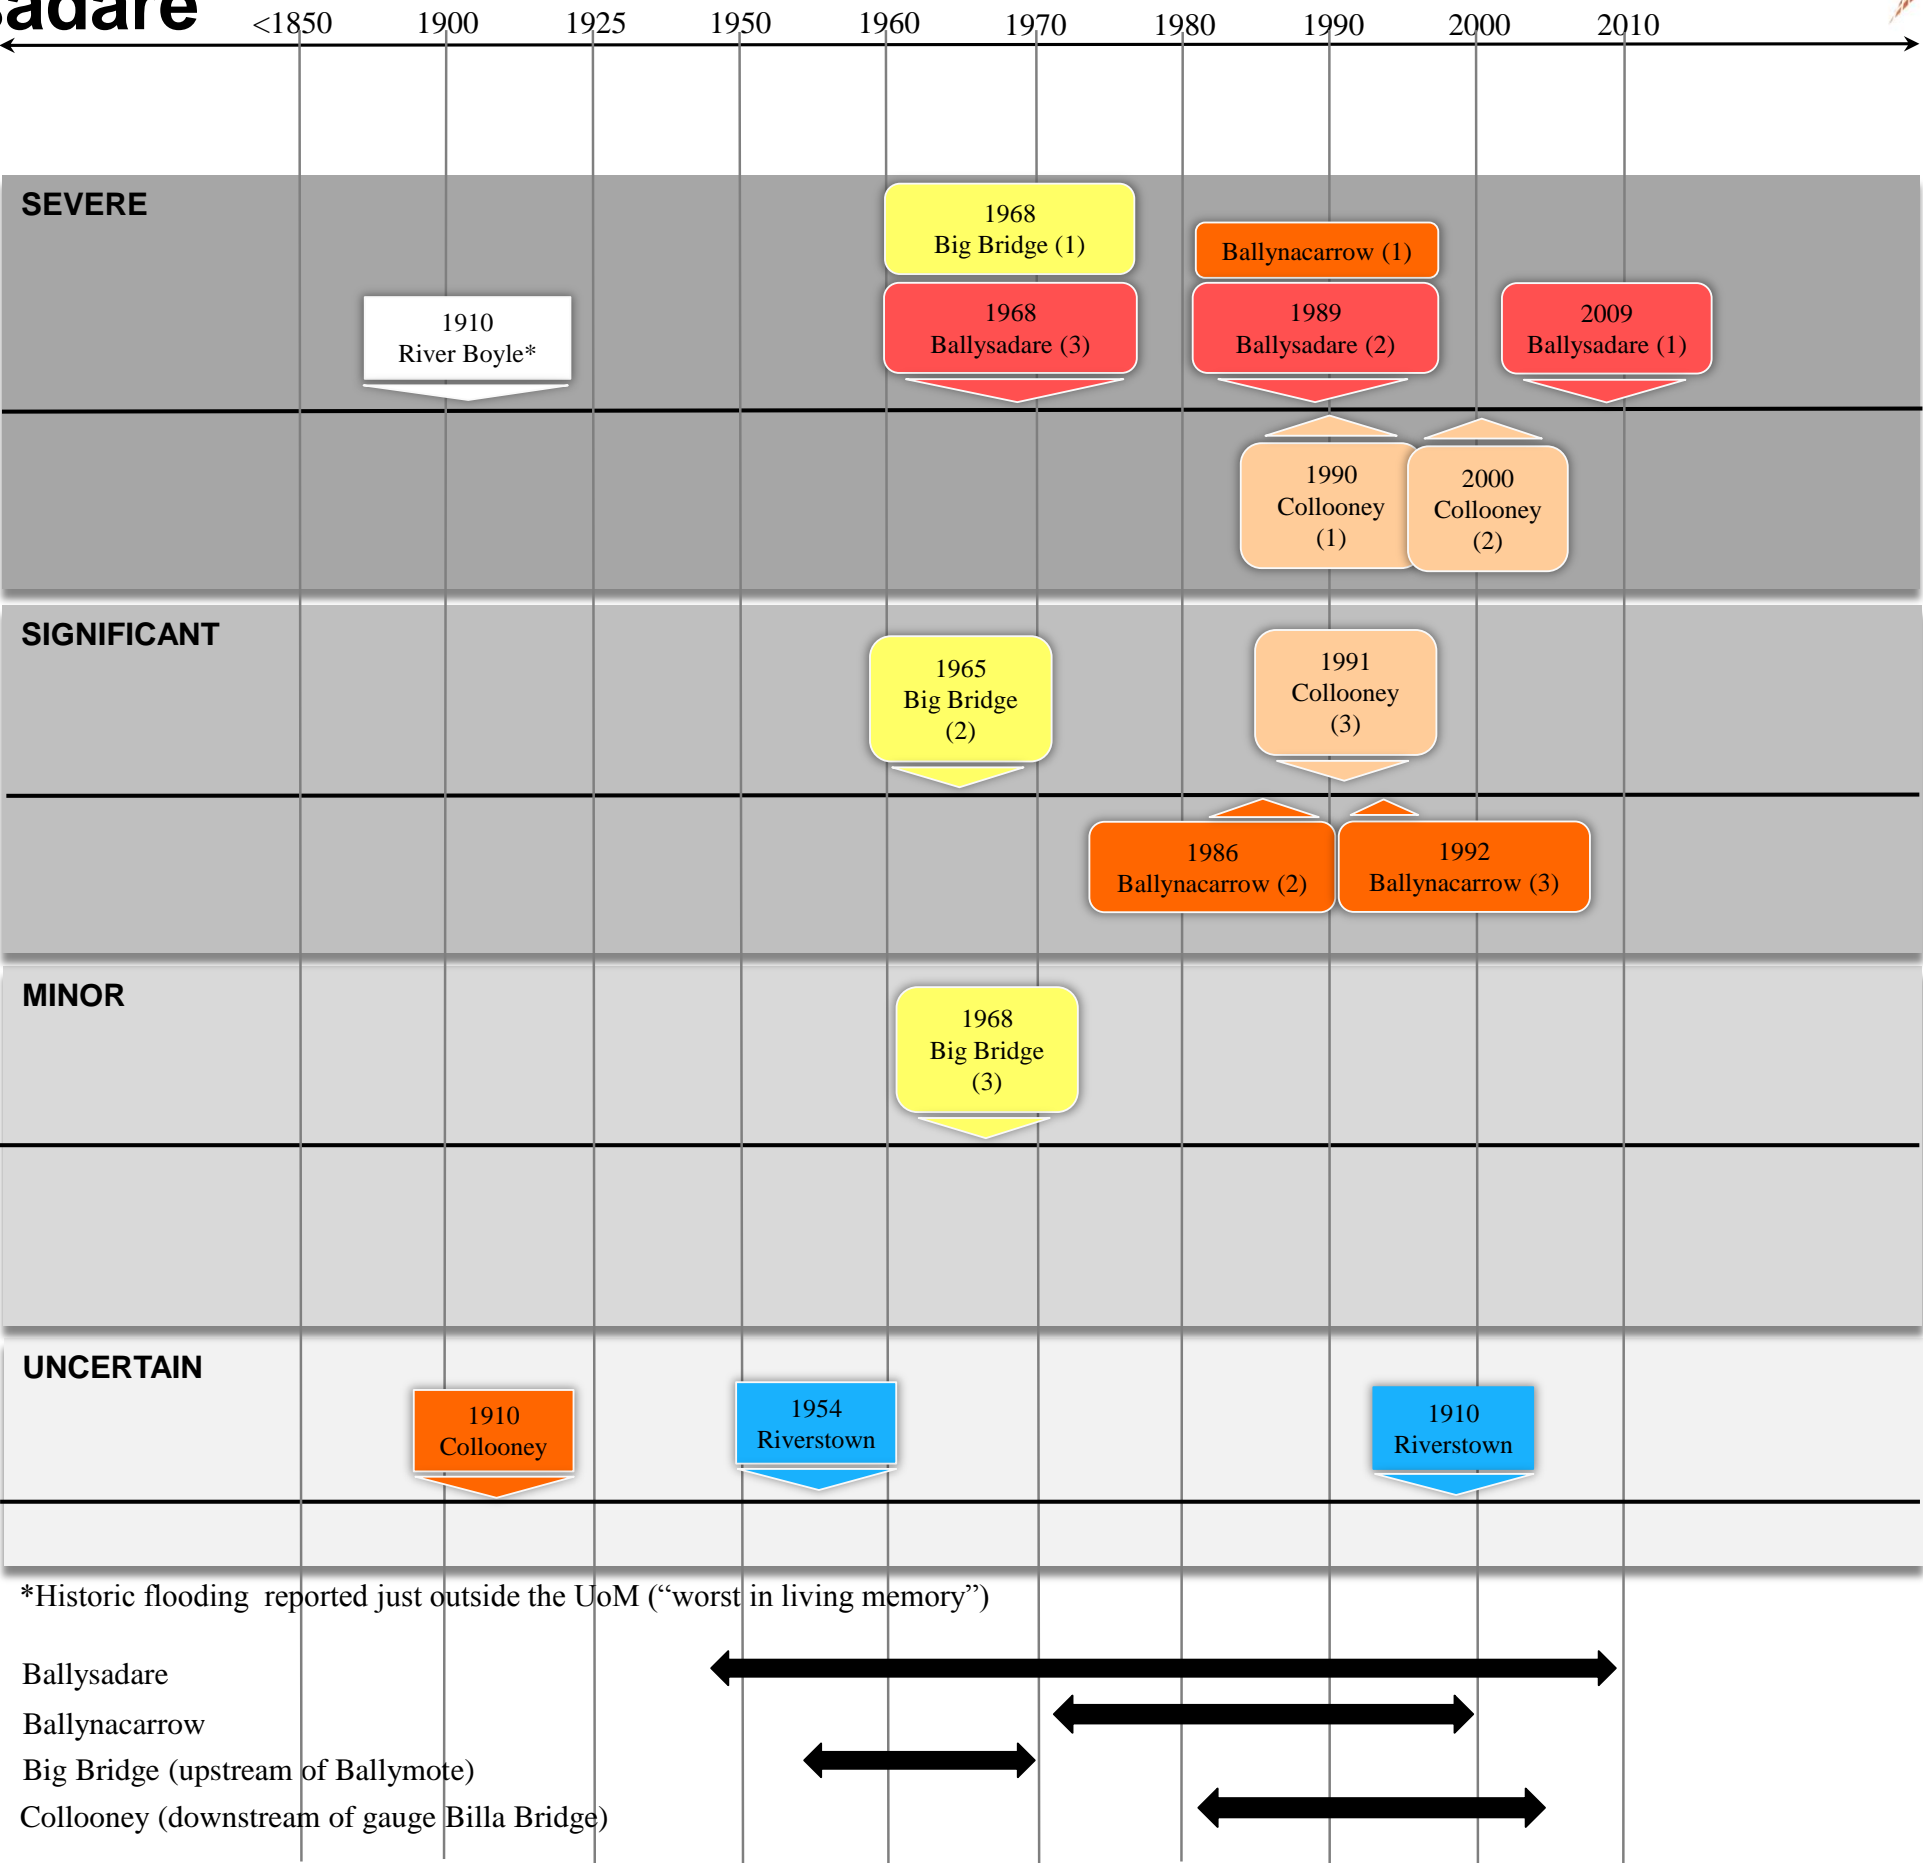 <1850 1900 1925 1950 1960 1970 1980 1990 2000 2010
SEVERE
1968
Big Bridge (1)
Ballynacarrow (1)
1910
River Boyle*
1968
Ballysadare (3)
1989
Ballysadare (2)
2009
Ballysadare (1)
1990
Collooney
(1)
2000
Collooney
(2)
SIGNIFICANT
1965
Big Bridge
(2)
1991
Collooney
(3)
1986
Ballynacarrow (2)
1992
Ballynacarrow (3)
MINOR
1968
Big Bridge
(3)
UNCERTAIN
1910
Collooney
1954
Riverstown
1910
Riverstown
*Historic flooding reported just outside the UoM (“worst in living memory”)
Ballysadare
Ballynacarrow
Big Bridge (upstream of Ballymote)
Collooney (downstream of gauge Billa Bridge)